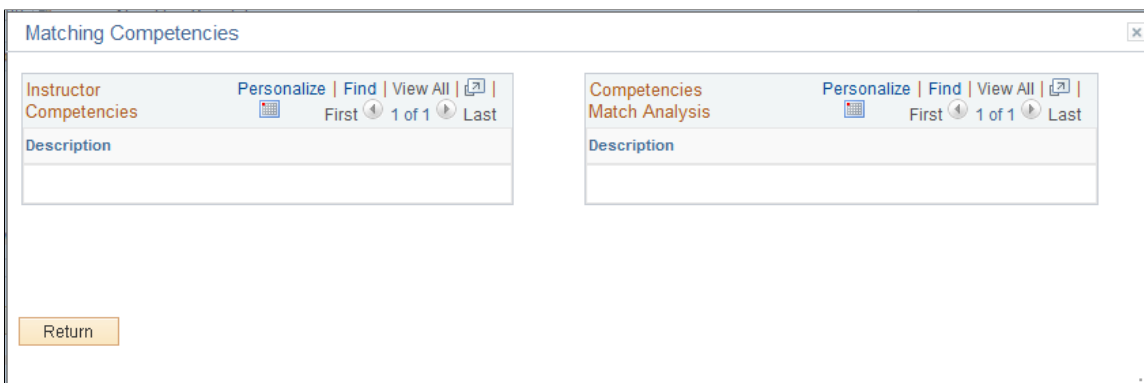 Matching Competencies
Instructor Competencies
Personalize | Find | View All | |
First 1 of 1 Last
Description
Competencies Match Analysis
Personalize | Find | View All | |
First 1 of 1 Last
Description
Return